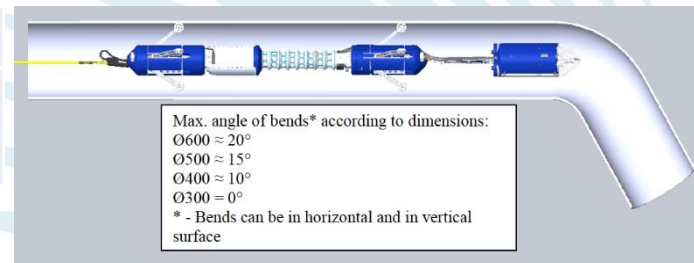 Max. angle of bends* according to dimensions:
Ø600 ≈ 20°
Ø500 ≈ 15°
Ø400 ≈ 10°
Ø300 = 0°
* - Bends can be in horizontal and in vertical
surface